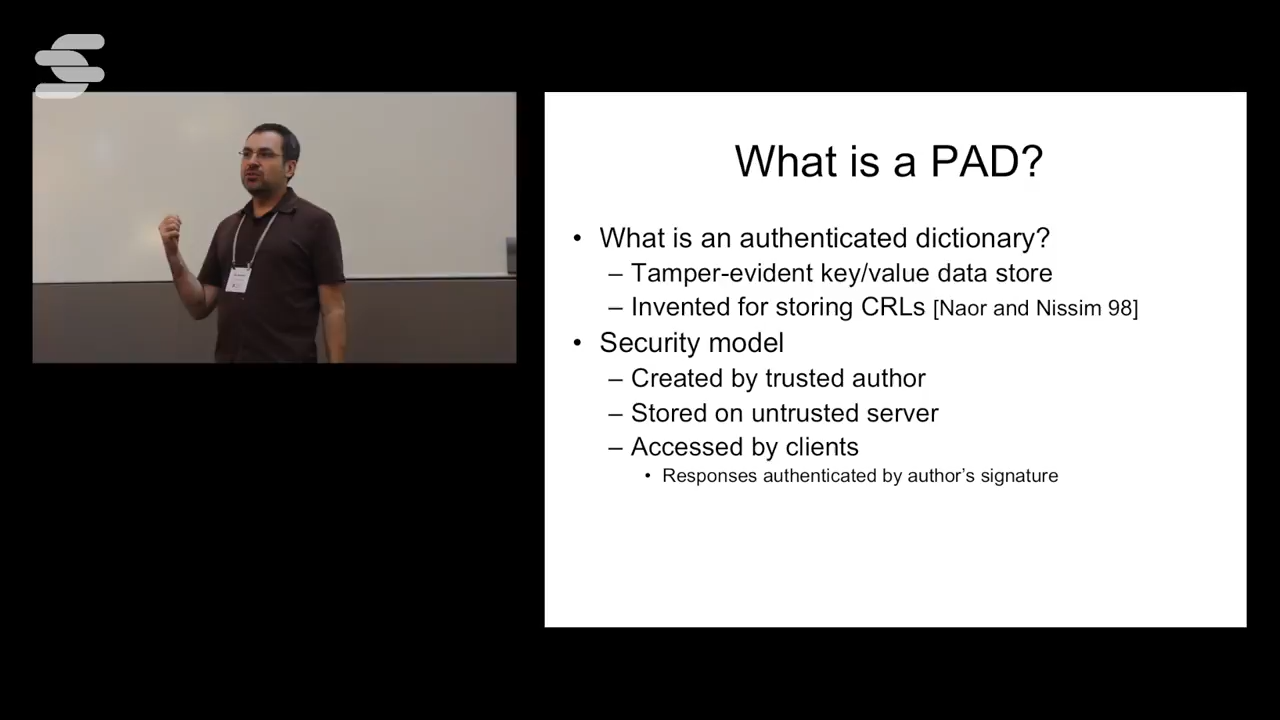 What is a PAD?
• What is an authenticated dictionary?
– Tamper-evident key/value data store
– Invented for storing CRLs [Naor and Nissim 98]
• Security model
– Created by trusted author
– Stored on untrusted server
– Accessed by clients
• Responses authenticated by author's signature